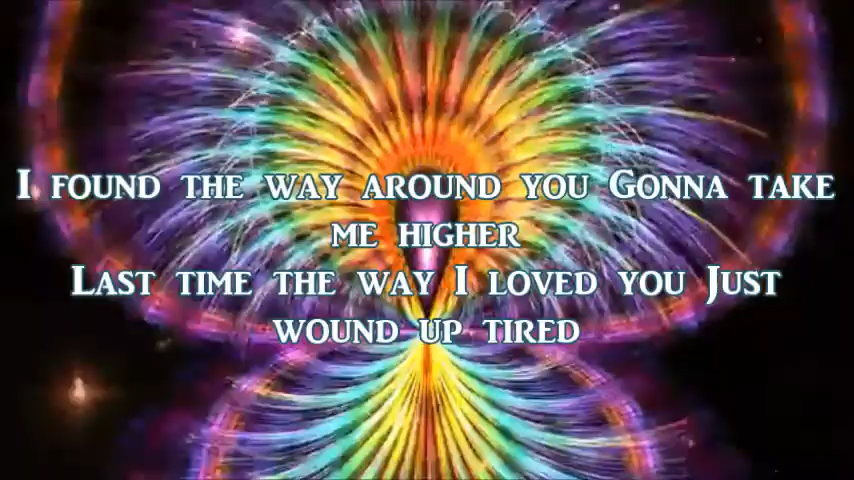 I found the way around you Gonna take
me higher
Last time the way I loved you Just
wound up tired